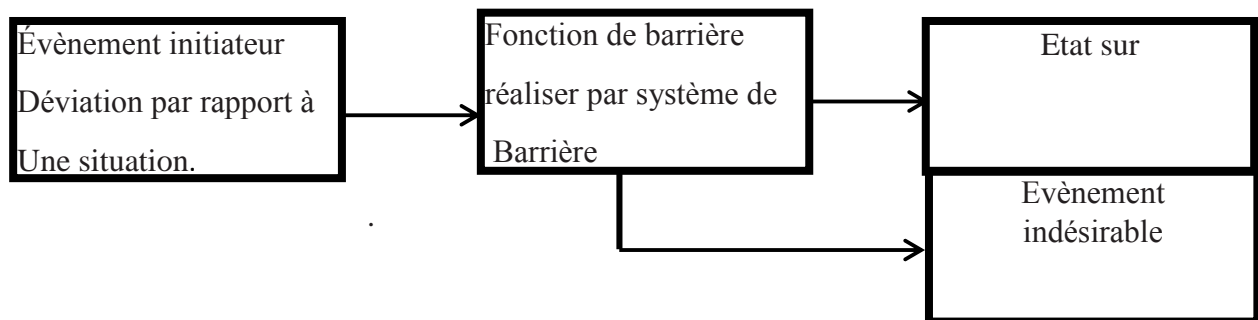 Évènement initiateur
Déviation par rapport à
Une situation.
Fonction de barrière
réaliser par système de
Barrière
Etat sur
Evènement
indésirable
.